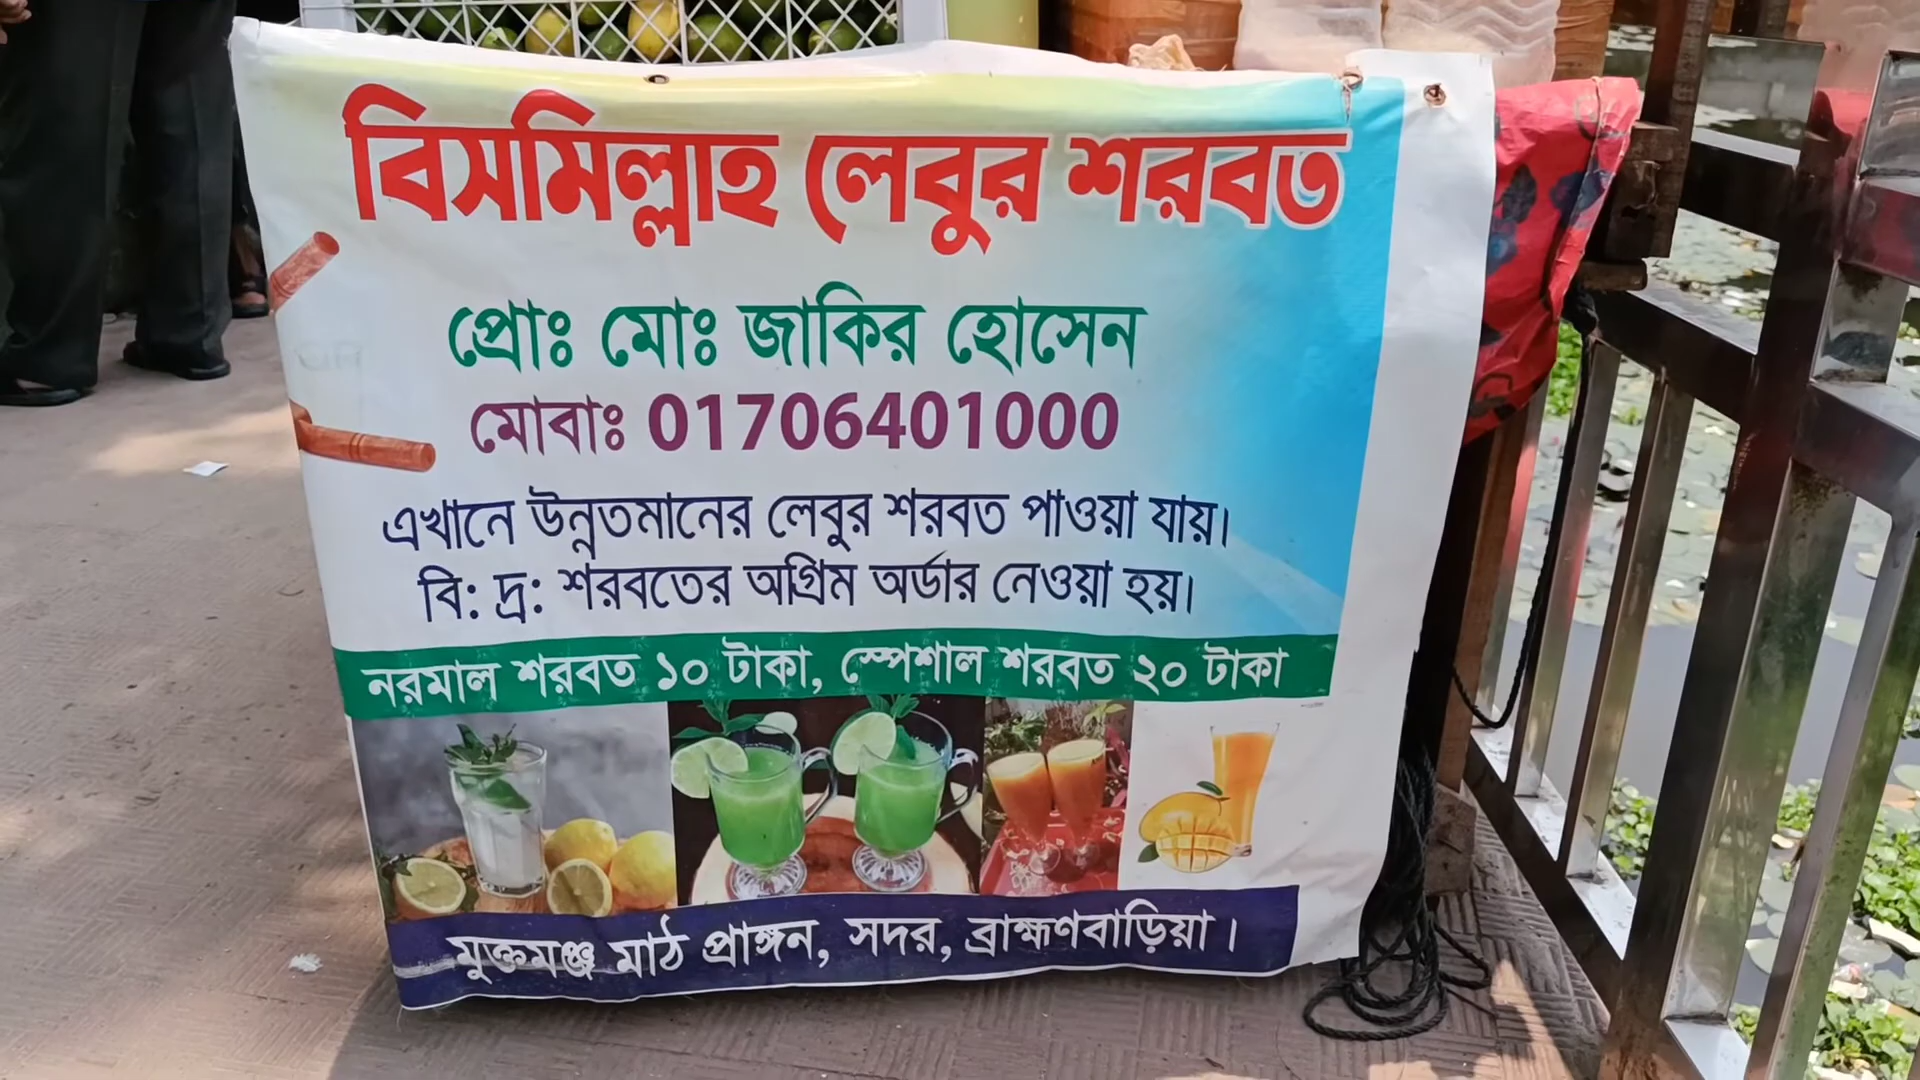 বিসমিল্লাহ লেবুর শরবত
প্রোঃ মোঃ জাকির হোসেন
মোবাঃ 01706401000
এখানে উন্নতমানের লেবুর শরবত পাওয়া যায়।
বি: দ্র: শরবতের অগ্রিম অর্ডার নেওয়া হয়।
নরমাল শরবত ১০ টাকা, স্পেশাল শরবত ২০ টাকা
মুক্তমঞ্চ মাঠ প্রাঙ্গন, সদর, ব্রাহ্মণবাড়িয়া।